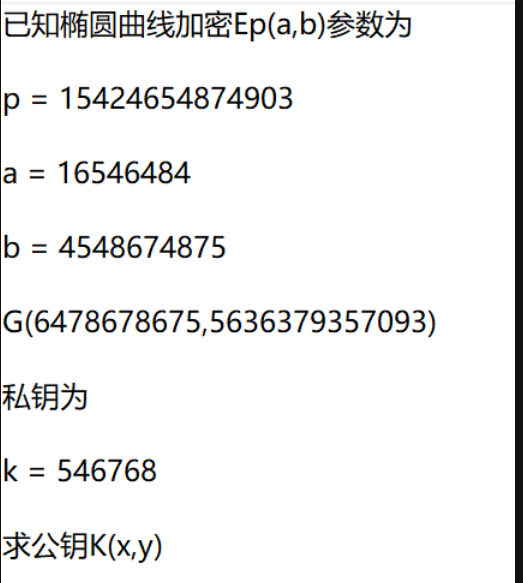 已知椭圆曲线加密Ep(a,b)参数为
p = 15424654874903
a = 16546484
b = 4548674875
G(6478678675,5636379357093)
私钥为
k = 546768
求公钥K(x,y)